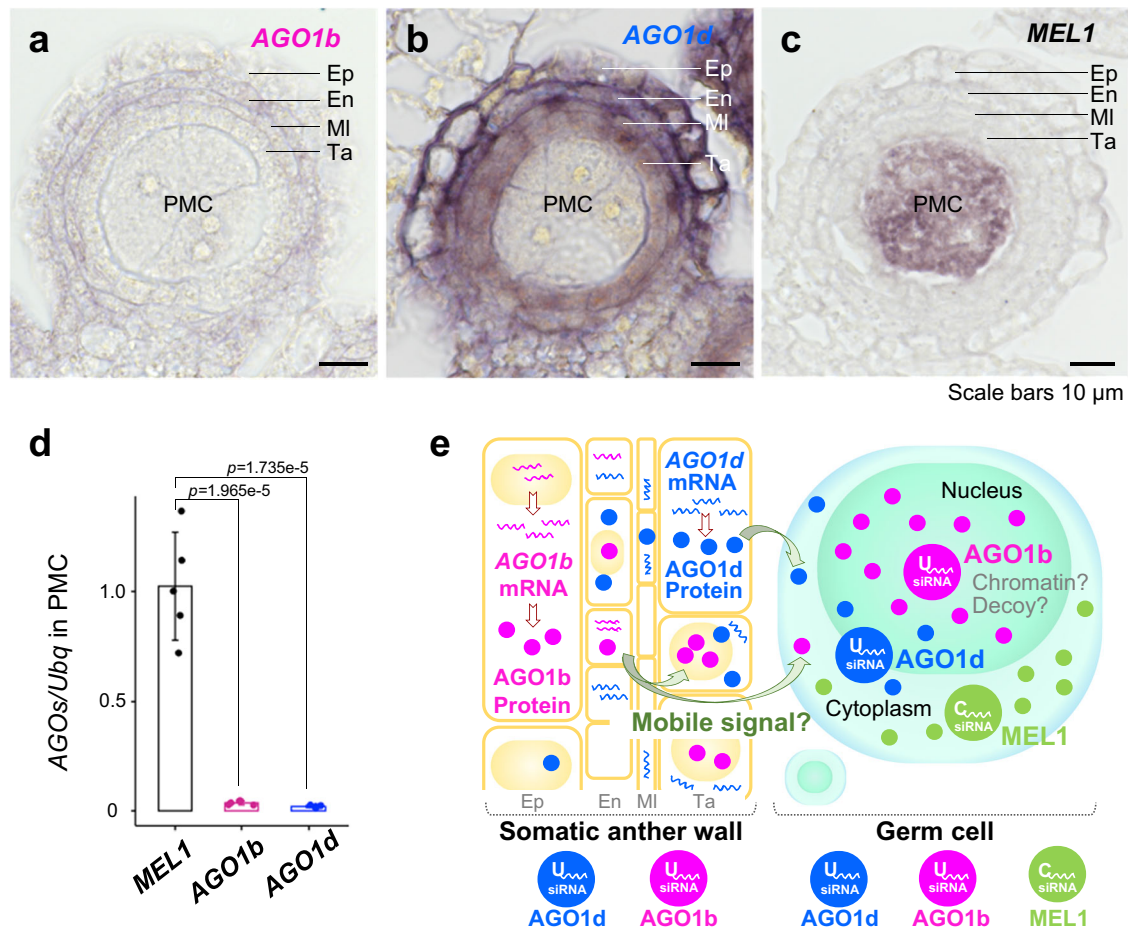 a
AGO1b
Ep
En
Ml
Ta
PMC
b
AGO1d
Ep
En
Ml
Ta
PMC
c
MEL1
Ep
En
Ml
Ta
PMC
Scale bars 10 µm
d
AGOs/Ubq in PMC
p=1.735e-5
p=1.965e-5
1.0
0.5
0
MEL1
AGO1b
AGO1d
e
AGO1b
mRNA
AGO1b
Protein
AGO1d
mRNA
AGO1d
Protein
Mobile signal?
Nucleus
U
siRNA
AGO1b
Chromatin?
Decoy?
U
siRNA
AGO1d
Cytoplasm
C
siRNA
MEL1
Ep
En
Ml
Ta
Somatic anther wall
Germ cell
U
siRNA
AGO1d
U
siRNA
AGO1b
U
siRNA
AGO1d
U
siRNA
AGO1b
C
siRNA
MEL1